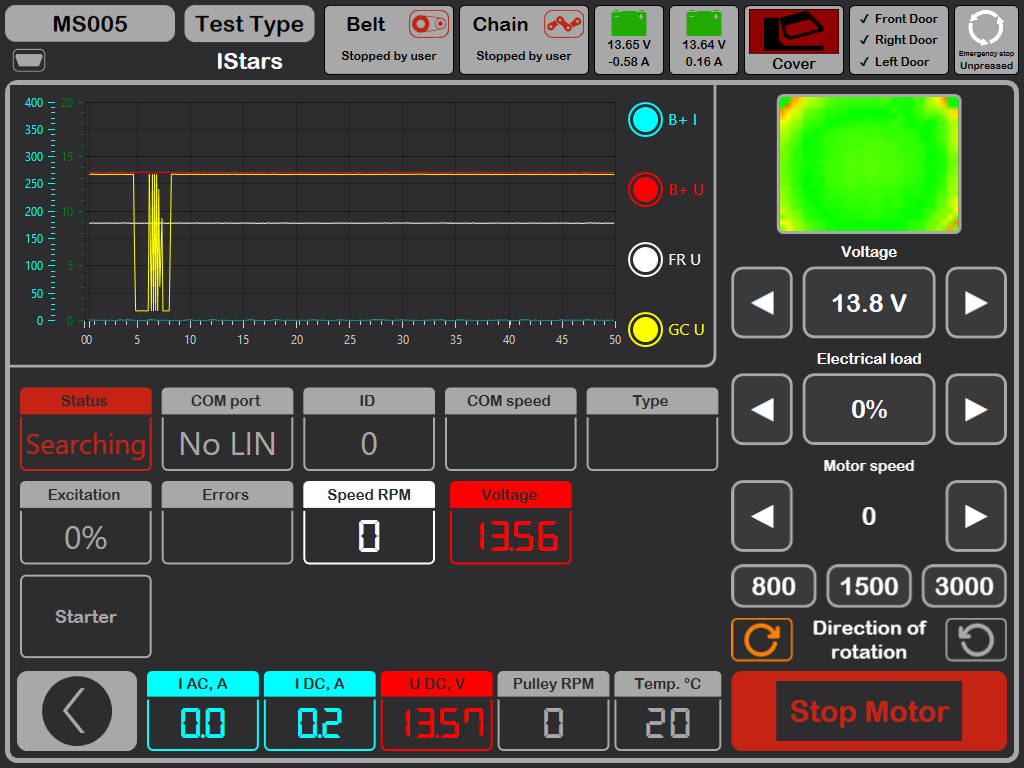 MS005
Test Type
IStars
Belt
Stopped by user
Chain
Stopped by user
13.65 V
-0.58 A
13.64 V
0.16 A
Cover
✓ Front Door
✓ Right Door
✓ Left Door
Emergency stop
Unpressed
400
350
300
250
200
150
100
50
0
20
15
10
5
0
00 5 10 15 20 25 30 35 40 45 50
B+ I
B+ U
FR U
GC U
Voltage
13.8 V
Electrical load
0%
Motor speed
0
800 1500 3000
Direction of
rotation
Stop Motor
Status
Searching
COM port
No LIN
ID
0
COM speed
Type
Excitation
0%
Errors
Speed RPM
0
Voltage
13.56
Starter
I AC, A
0.0
I DC, A
0.2
U DC, V
13.57
Pulley RPM
0
Temp. °C
20